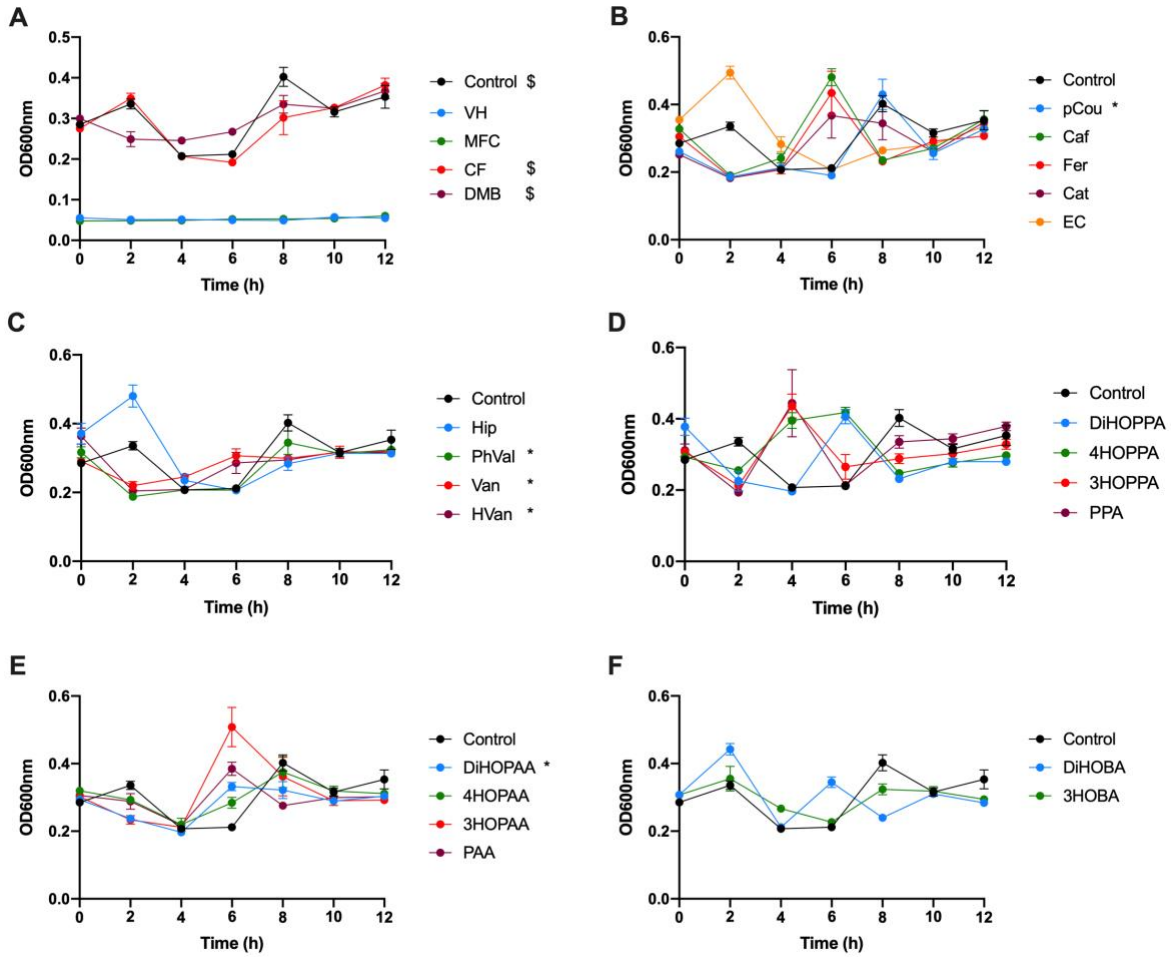 A
OD600nm
0.5
0.4
0.3
0.2
0.1
0.0
0 2 4 6 8 10 12
Time (h)
Control $
VH
MFC
CF $
DMB $
B
OD600nm
0.6
0.4
0.2
0.0
0 2 4 6 8 10 12
Time (h)
Control
pCou *
Caf
Fer
Cat
EC
C
OD600nm
0.6
0.4
0.2
0.0
0 2 4 6 8 10 12
Time (h)
Control
Hip
PhVal *
Van *
HVan *
D
OD600nm
0.6
0.4
0.2
0.0
0 2 4 6 8 10 12
Time (h)
Control
DiHOPPA
4HOPPA
3HOPPA
PPA
E
OD600nm
0.6
0.4
0.2
0.0
0 2 4 6 8 10 12
Time (h)
Control
DiHOPAA *
4HOPAA
3HOPAA
PAA
F
OD600nm
0.6
0.4
0.2
0.0
0 2 4 6 8 10 12
Time (h)
Control
DiHOBA
3HOBA